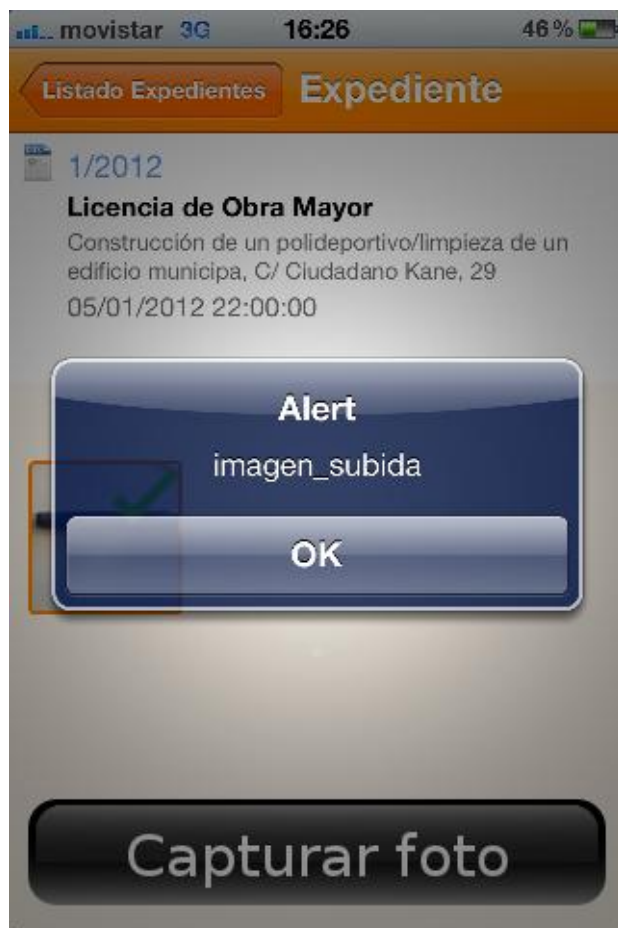 movistar 3G 16:26 46 %
Listado Expedientes Expediente
1/2012
Licencia de Obra Mayor
Construcción de un polideportivo/limpieza de un
edificio municipa, C/ Ciudadano Kane, 29
05/01/2012 22:00:00
Alert
imagen_subida
OK
Capturar foto